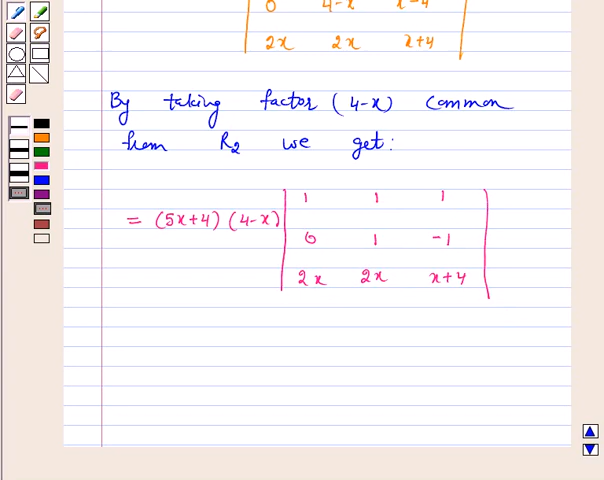 0 4-x x-4
2x 2x x+4
By taking factor (4-x) common
from R₂ we get:
1 1 1
= (5x+4) (4-x) 0 1 -1
2x 2x x+4